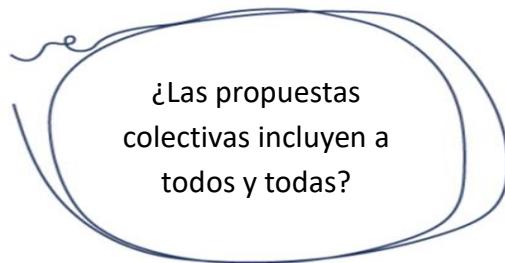 ¿Las propuestas
colectivas incluyen a
todos y todas?